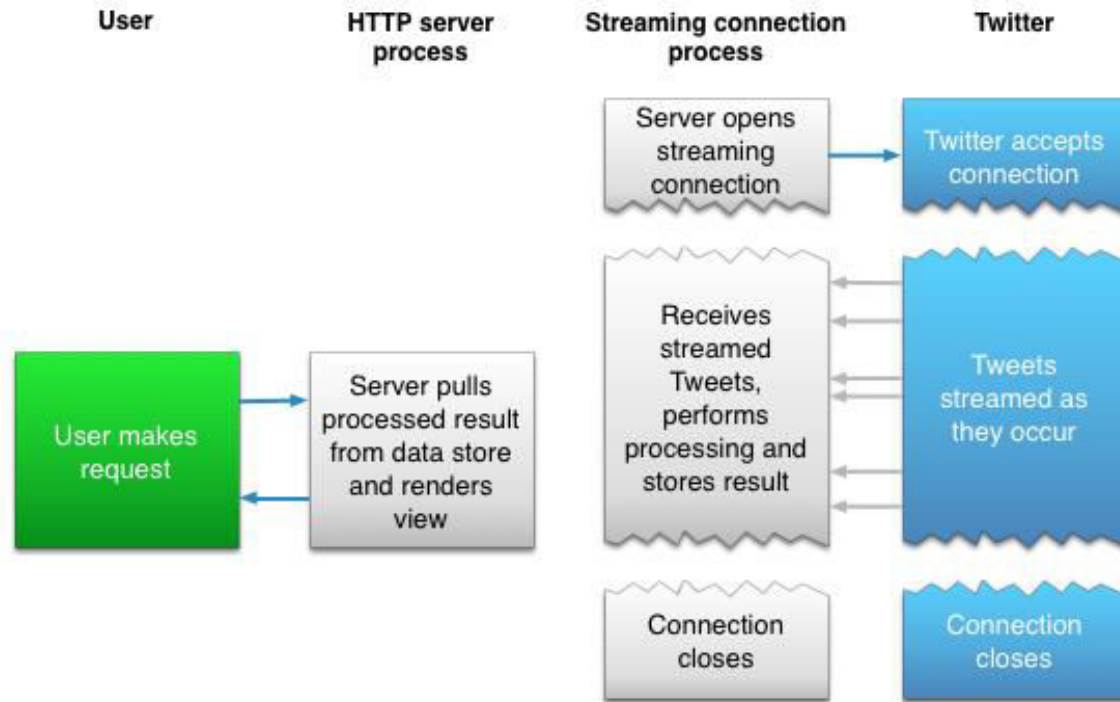 User
HTTP server
process
Streaming connection
process
Twitter
Server opens
streaming
connection
Twitter accepts
connection
User makes
request
Server pulls
processed result
from data store
and renders
view
Receives
streamed
Tweets,
performs
processing and
stores result
Tweets
streamed as
they occur
Connection
closes
Connection
closes